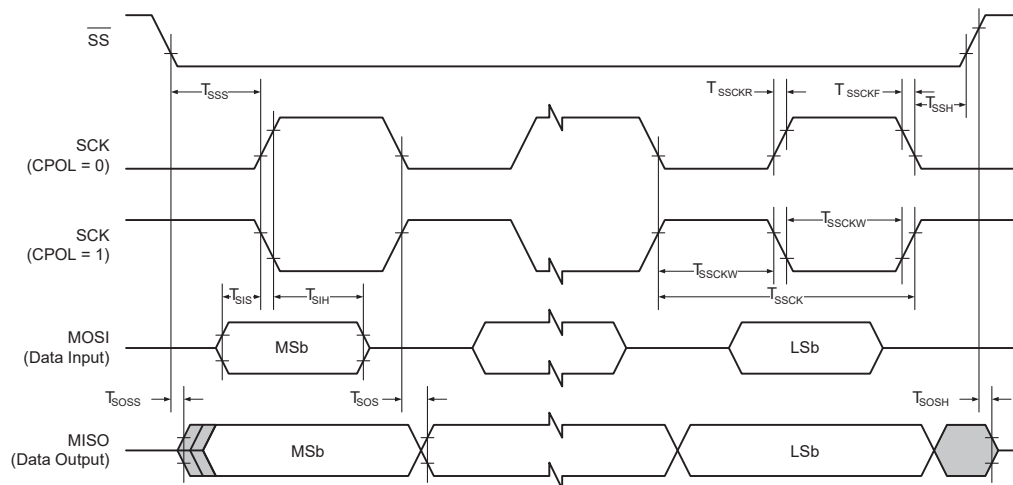 SS
TSSS
TSSCKR
TSSCKF
TSSH
SCK
(CPOL = 0)
SCK
(CPOL = 1)
TSSCKW
TSSCKW
TSSCK
TSIS
TSIH
MOSI
(Data Input)
MSb
LSb
TSOSS
TSOS
TSOSH
MISO
(Data Output)
MSb
LSb